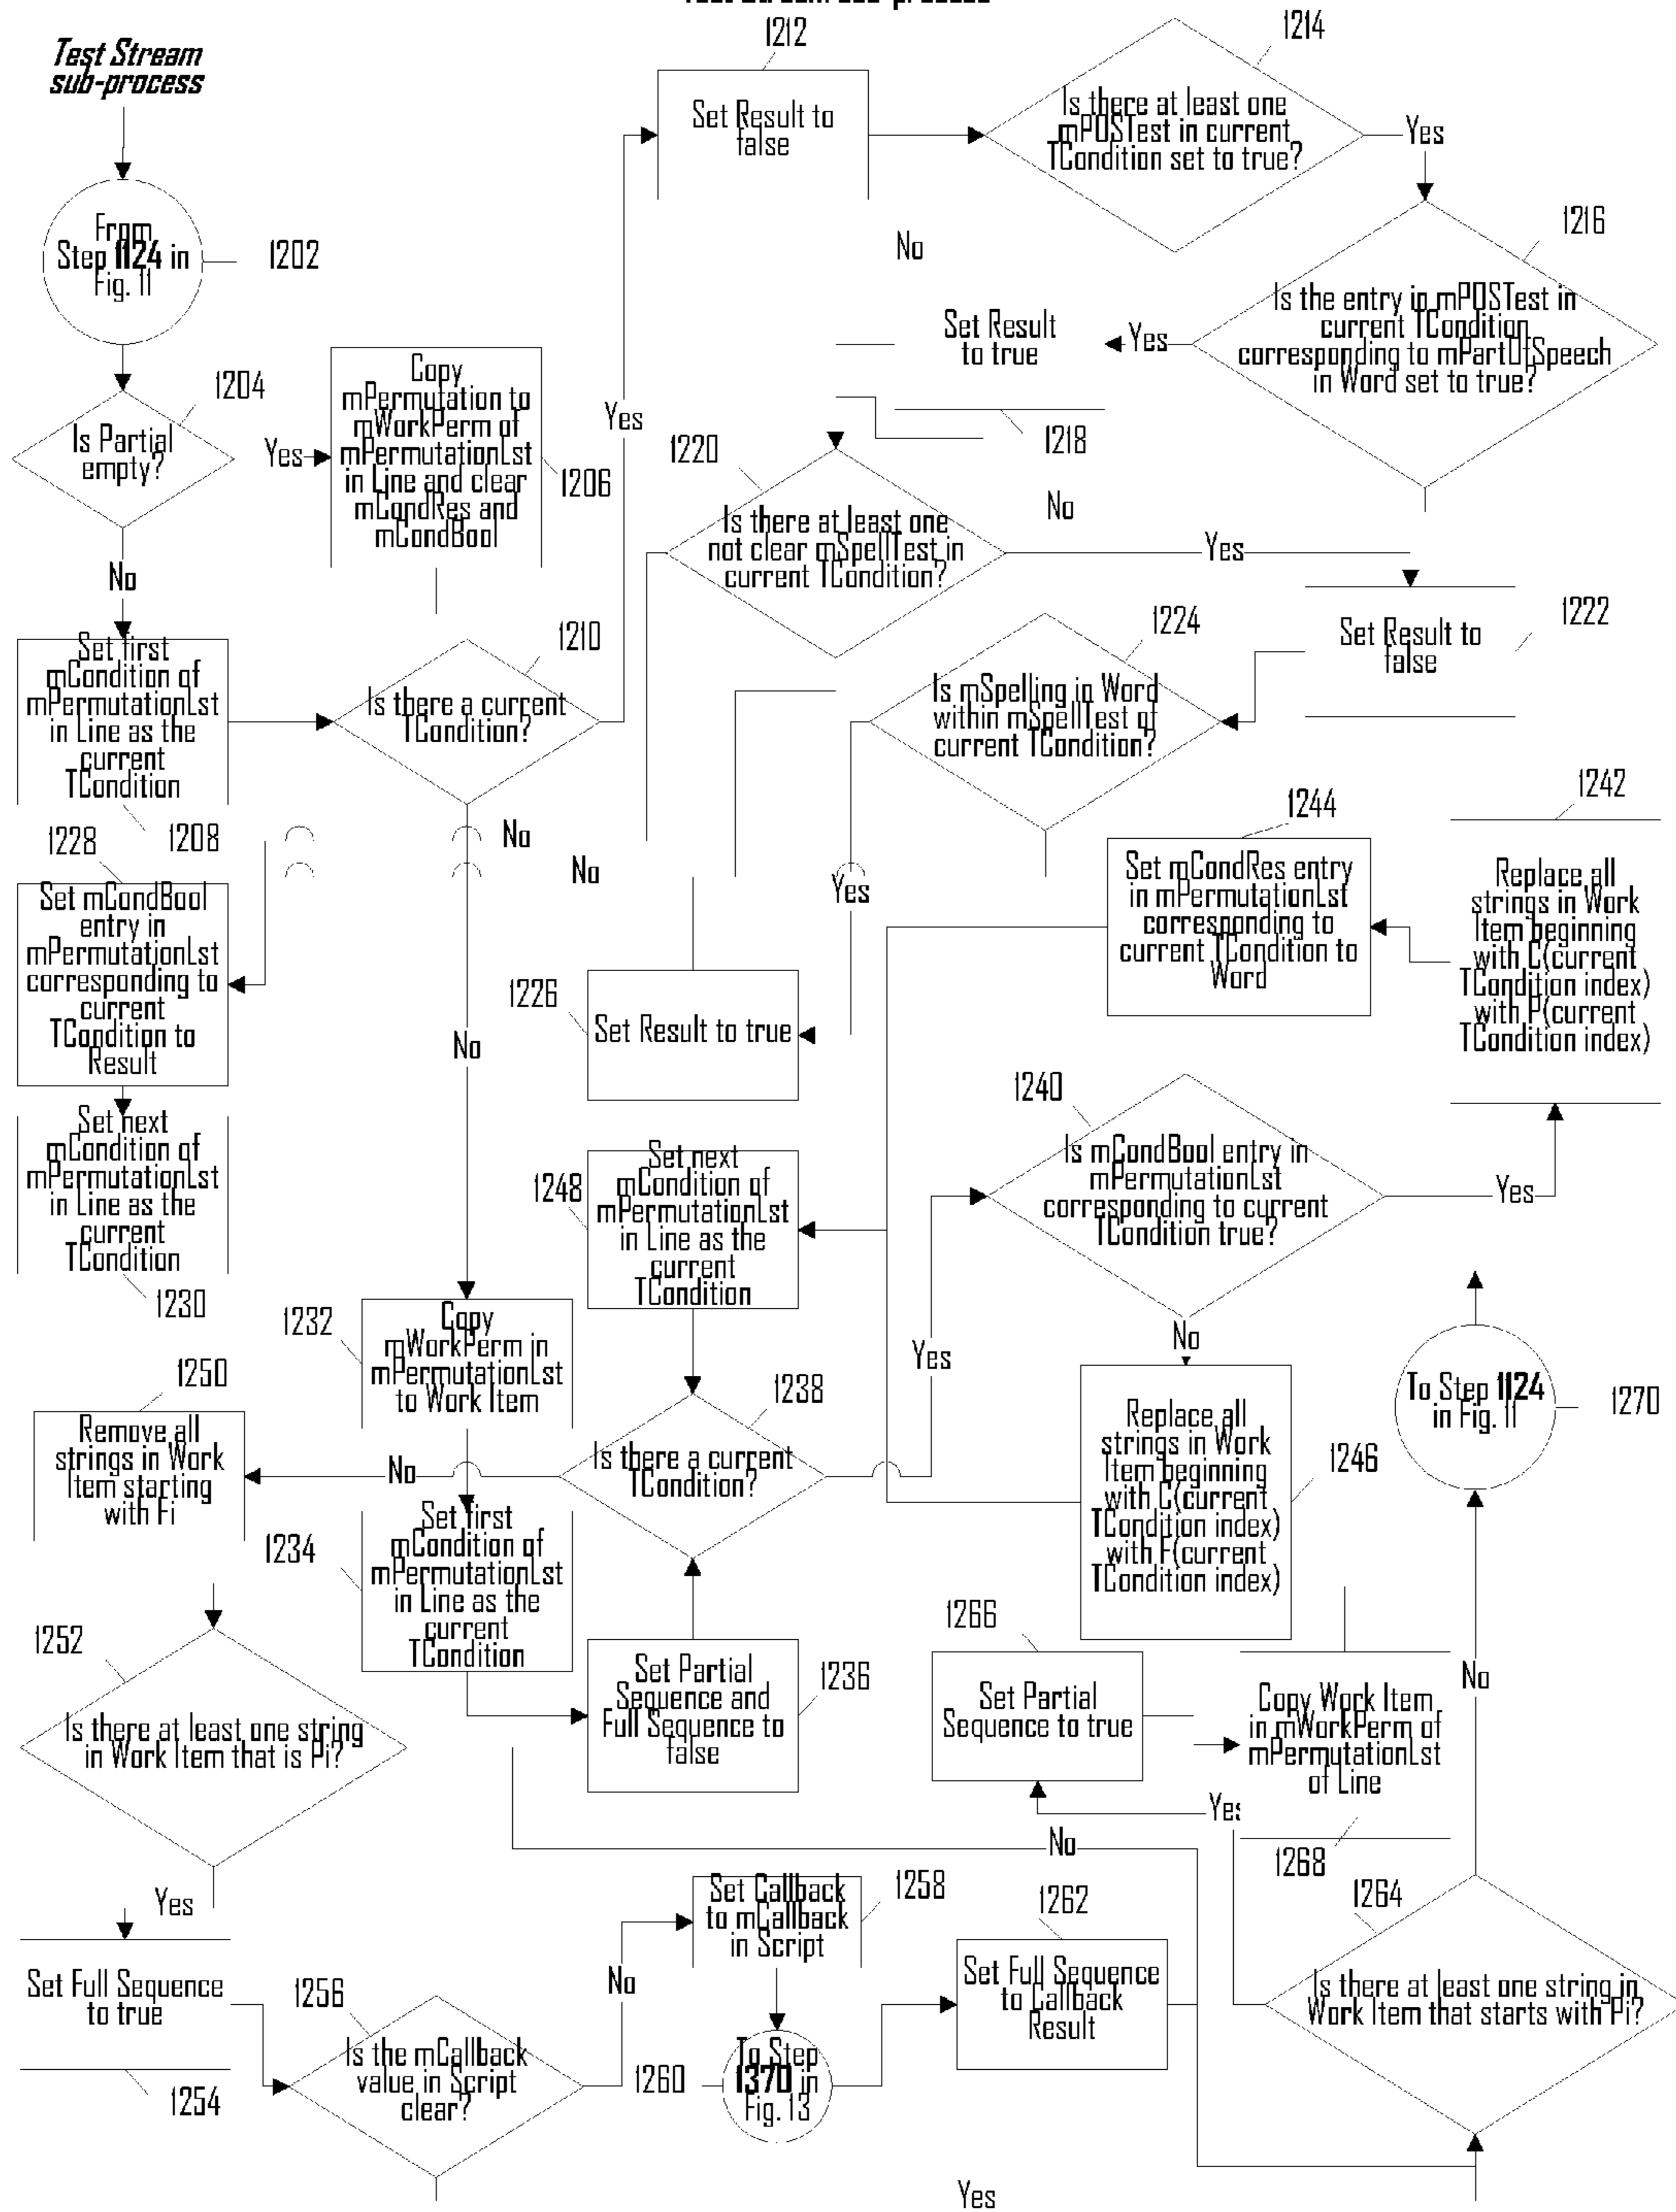 Test Stream sub-process
Test Stream
sub-process
From
Step 1124 in
Fig. 11
1202
1204
Is Partial
empty?
Yes
No
Copy
mPermutation to
mWorkPerm of
mPermutationLst
in Line and clear
mCondRes and
mCondBool
1206
Set first
mCondition of
mPermutationLst
in Line as the
current
TCondition
1208
1210
Is there a current
TCondition?
Yes
No
No
1212
Set Result to
false
1214
Is there at least one
mPOSTest in current
TCondition set to true?
Yes
No
1216
Is the entry in mPOSTest in
current TCondition
corresponding to mPartOfSpeech
in Word set to true?
Yes
No
Set Result
to true
1218
1220
Is there at least one
not clear mSpellTest in
current TCondition?
Yes
No
1222
Set Result to
false
1224
Is mSpelling in Word
within mSpellTest of
current TCondition?
Yes
1226
Set Result to true
1228
Set mCondBool
entry in
mPermutationLst
corresponding to
current
TCondition to
Result
Set next
mCondition of
mPermutationLst
in Line as the
current
TCondition
1230
1232
Copy
mWorkPerm in
mPermutationLst
to Work Item
1234
Set first
mCondition of
mPermutationLst
in Line as the
current
TCondition
Set Partial
Sequence and
Full Sequence to
false
1236
1238
Is there a current
TCondition?
Yes
No
1240
Is mCondBool entry in
mPermutationLst
corresponding to current
TCondition true?
Yes
No
1242
Replace all
strings in Work
Item beginning
with C(current
TCondition index)
with P(current
TCondition index)
1244
Set mCondRes entry
in mPermutationLst
corresponding to
current TCondition to
Word
Replace all
strings in Work
Item beginning
with C(current
TCondition index)
with F(current
TCondition index)
1246
1248
Set next
mCondition of
mPermutationLst
in Line as the
current
TCondition
1250
Remove all
strings in Work
Item starting
with Fi
1252
Is there at least one string
in Work Item that is Pi?
Yes
No
Set Full Sequence
to true
1254
1256
Is the mCallback
value in Script
clear?
No
Yes
1258
Set Callback
to mCallback
in Script
1260
To Step
1370 in
Fig. 13
1262
Set Full Sequence
to Callback
Result
1264
Is there at least one string in
Work Item that starts with Pi?
Yes
No
1266
Set Partial
Sequence to true
Copy Work Item
in mWorkPerm of
mPermutationLst
of Line
1268
To Step 1124
in Fig. 11
1270